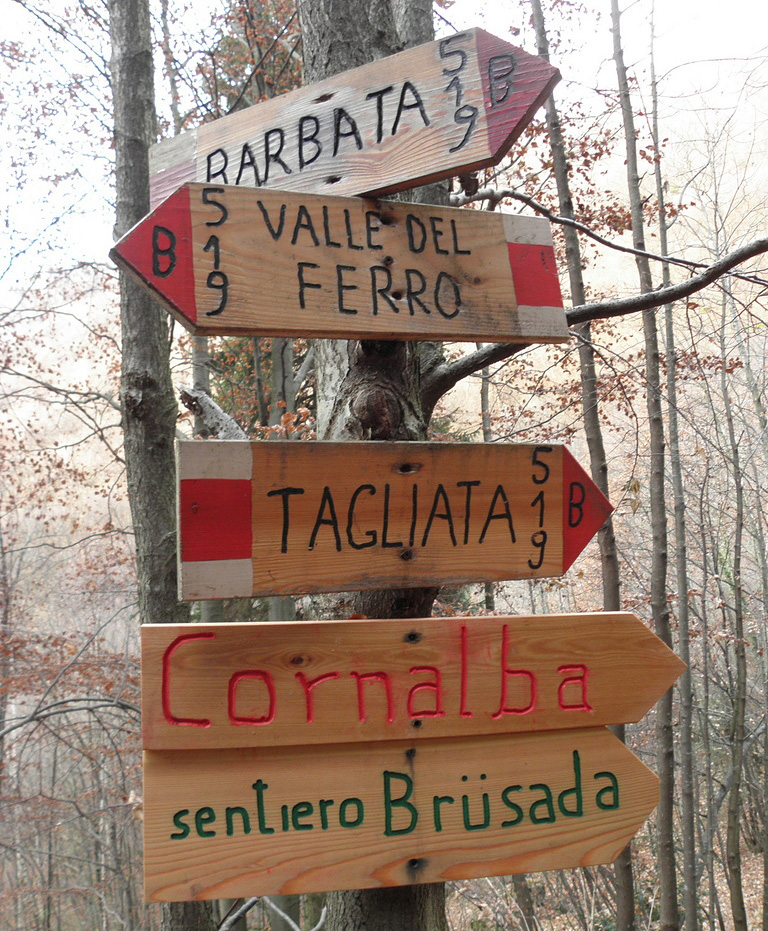 BARBATA 519 B
B 519 VALLE DEL
FERRO
TAGLIATA 519 B
Cornalba
sentiero Brüsada